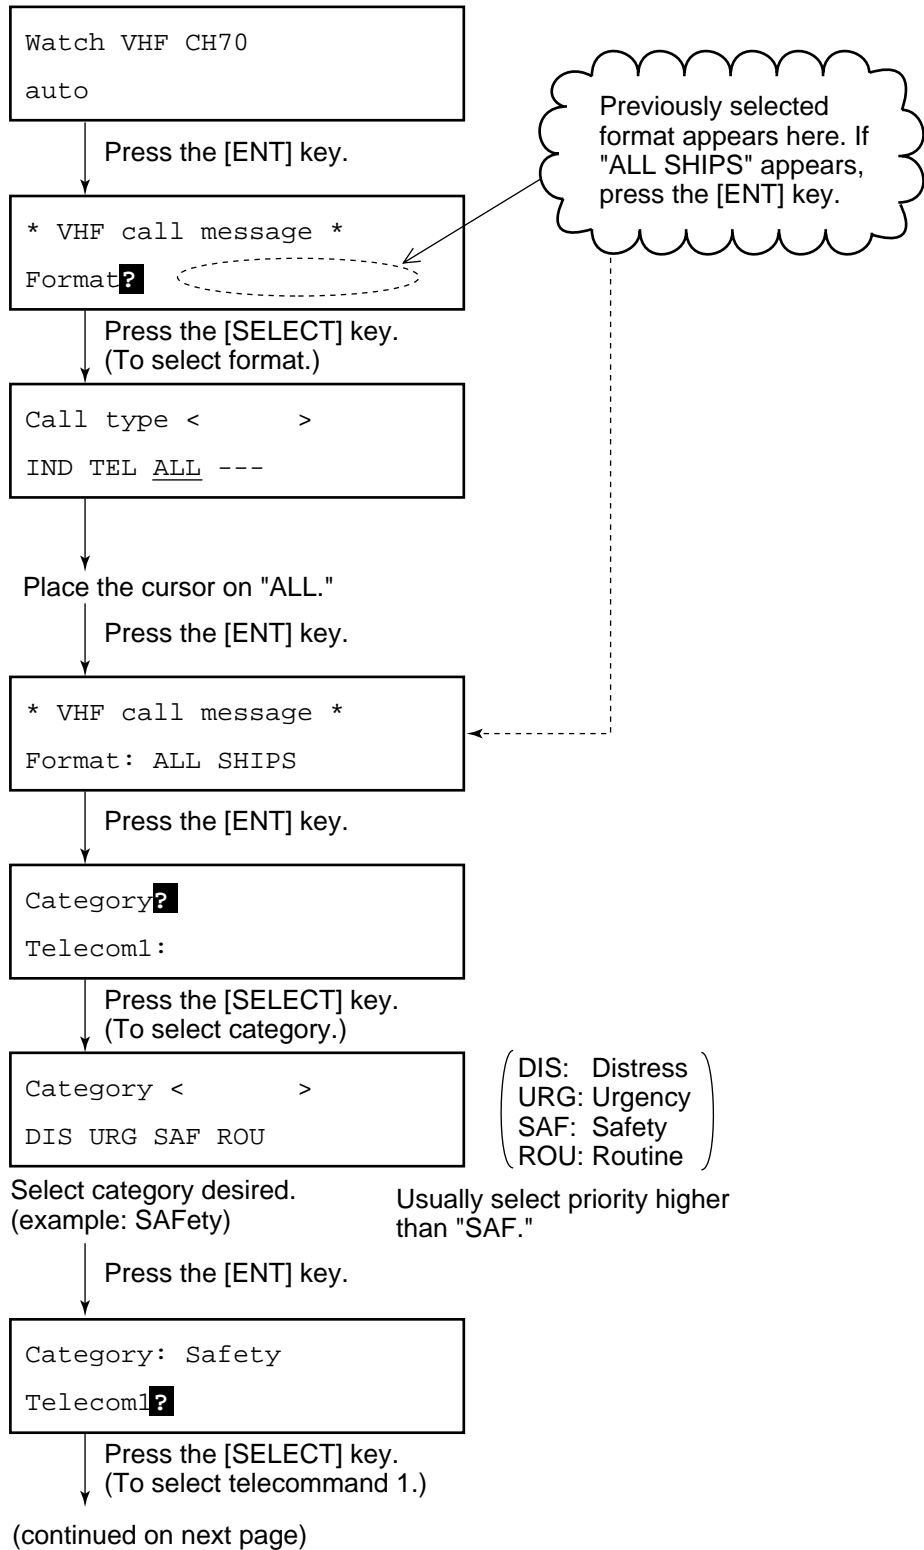 Watch VHF CH70
auto
Press the [ENT] key.
Previously selected
format appears here. If
"ALL SHIPS" appears,
press the [ENT] key.
* VHF call message *
Format?
Press the [SELECT] key.
(To select format.)
Call type < >
IND TEL ALL ---
Place the cursor on "ALL."
Press the [ENT] key.
* VHF call message *
Format: ALL SHIPS
Press the [ENT] key.
Category?
Telecom1:
Press the [SELECT] key.
(To select category.)
Category < >
DIS URG SAF ROU
DIS: Distress
URG: Urgency
SAF: Safety
ROU: Routine
Select category desired.
(example: SAFety)
Usually select priority higher
than "SAF."
Press the [ENT] key.
Category: Safety
Telecom1?
Press the [SELECT] key.
(To select telecommand 1.)
(continued on next page)